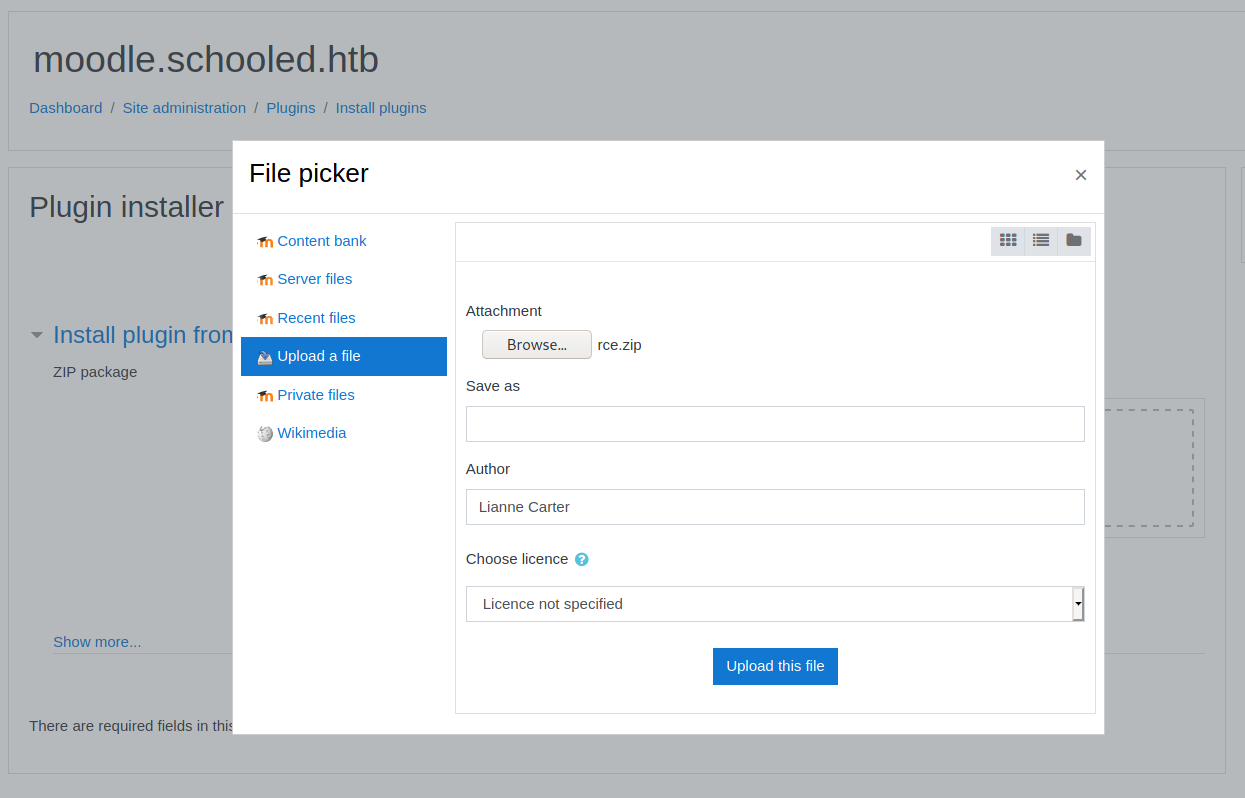 moodle.schooled.htb
Dashboard / Site administration / Plugins / Install plugins
File picker ×
Plugin installer
Content bank
Server files
Recent files
Upload a file
Private files
Wikimedia
Install plugin from
ZIP package
Show more...
There are required fields in this
Attachment
Browse... rce.zip
Save as
Author
Lianne Carter
Choose licence ?
Licence not specified
Upload this file